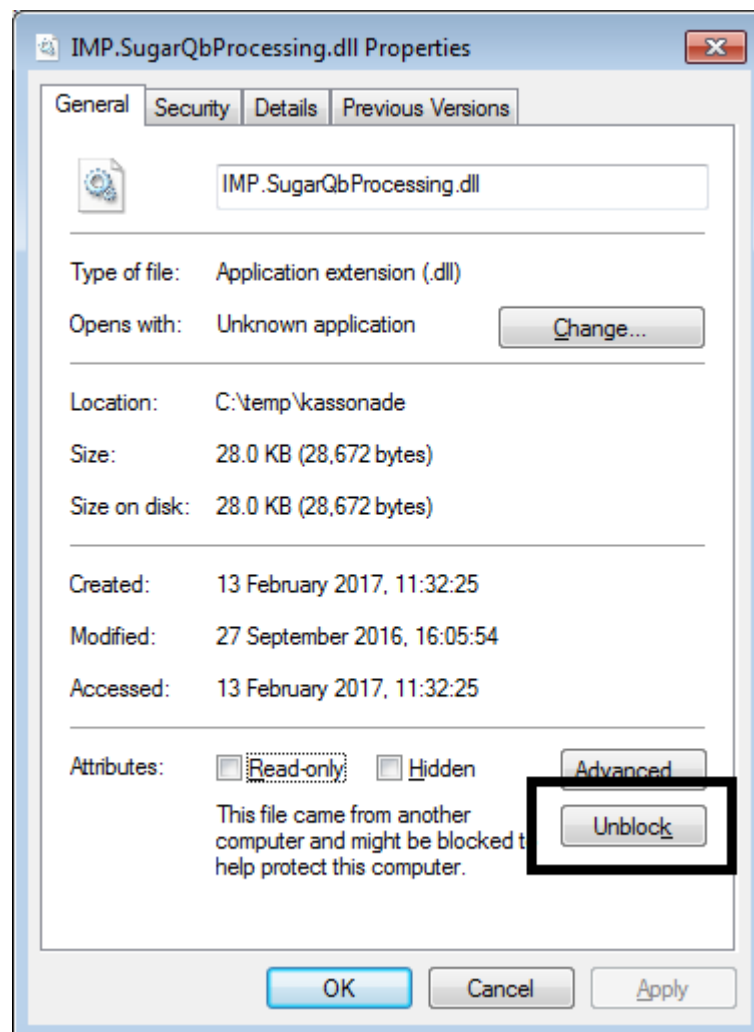 IMP.SugarQbProcessing.dll Properties
General Security Details Previous Versions
IMP.SugarQbProcessing.dll
Type of file: Application extension (.dll)
Opens with: Unknown application Change...
Location: C:\temp\kassonade
Size: 28.0 KB (28,672 bytes)
Size on disk: 28.0 KB (28,672 bytes)
Created: 13 February 2017, 11:32:25
Modified: 27 September 2016, 16:05:54
Accessed: 13 February 2017, 11:32:25
Attributes: Read-only Hidden Advanced...
This file came from another
computer and might be blocked to
help protect this computer.
Unblock
OK Cancel Apply